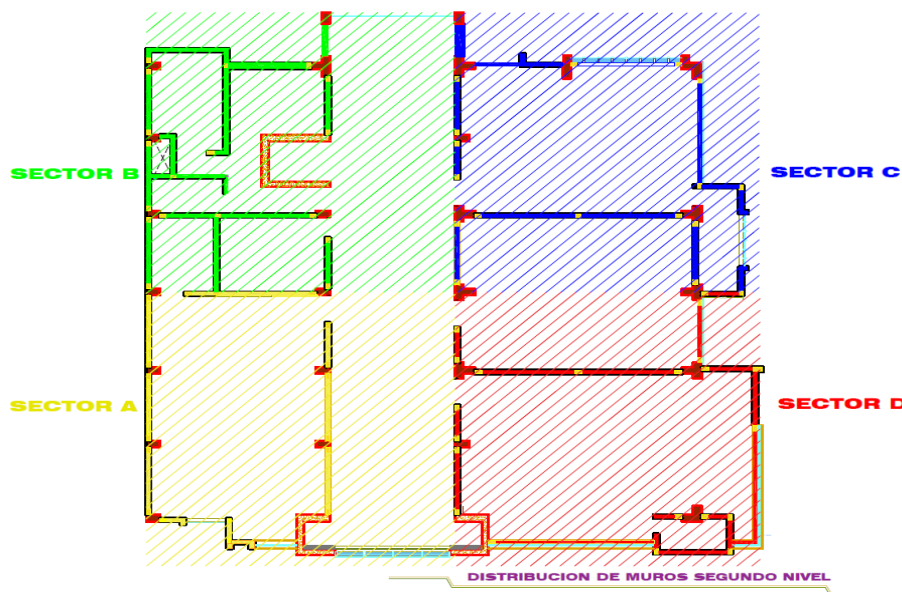 SECTOR B
SECTOR C
SECTOR A
SECTOR D
DISTRIBUCION DE MUROS SEGUNDO NIVEL